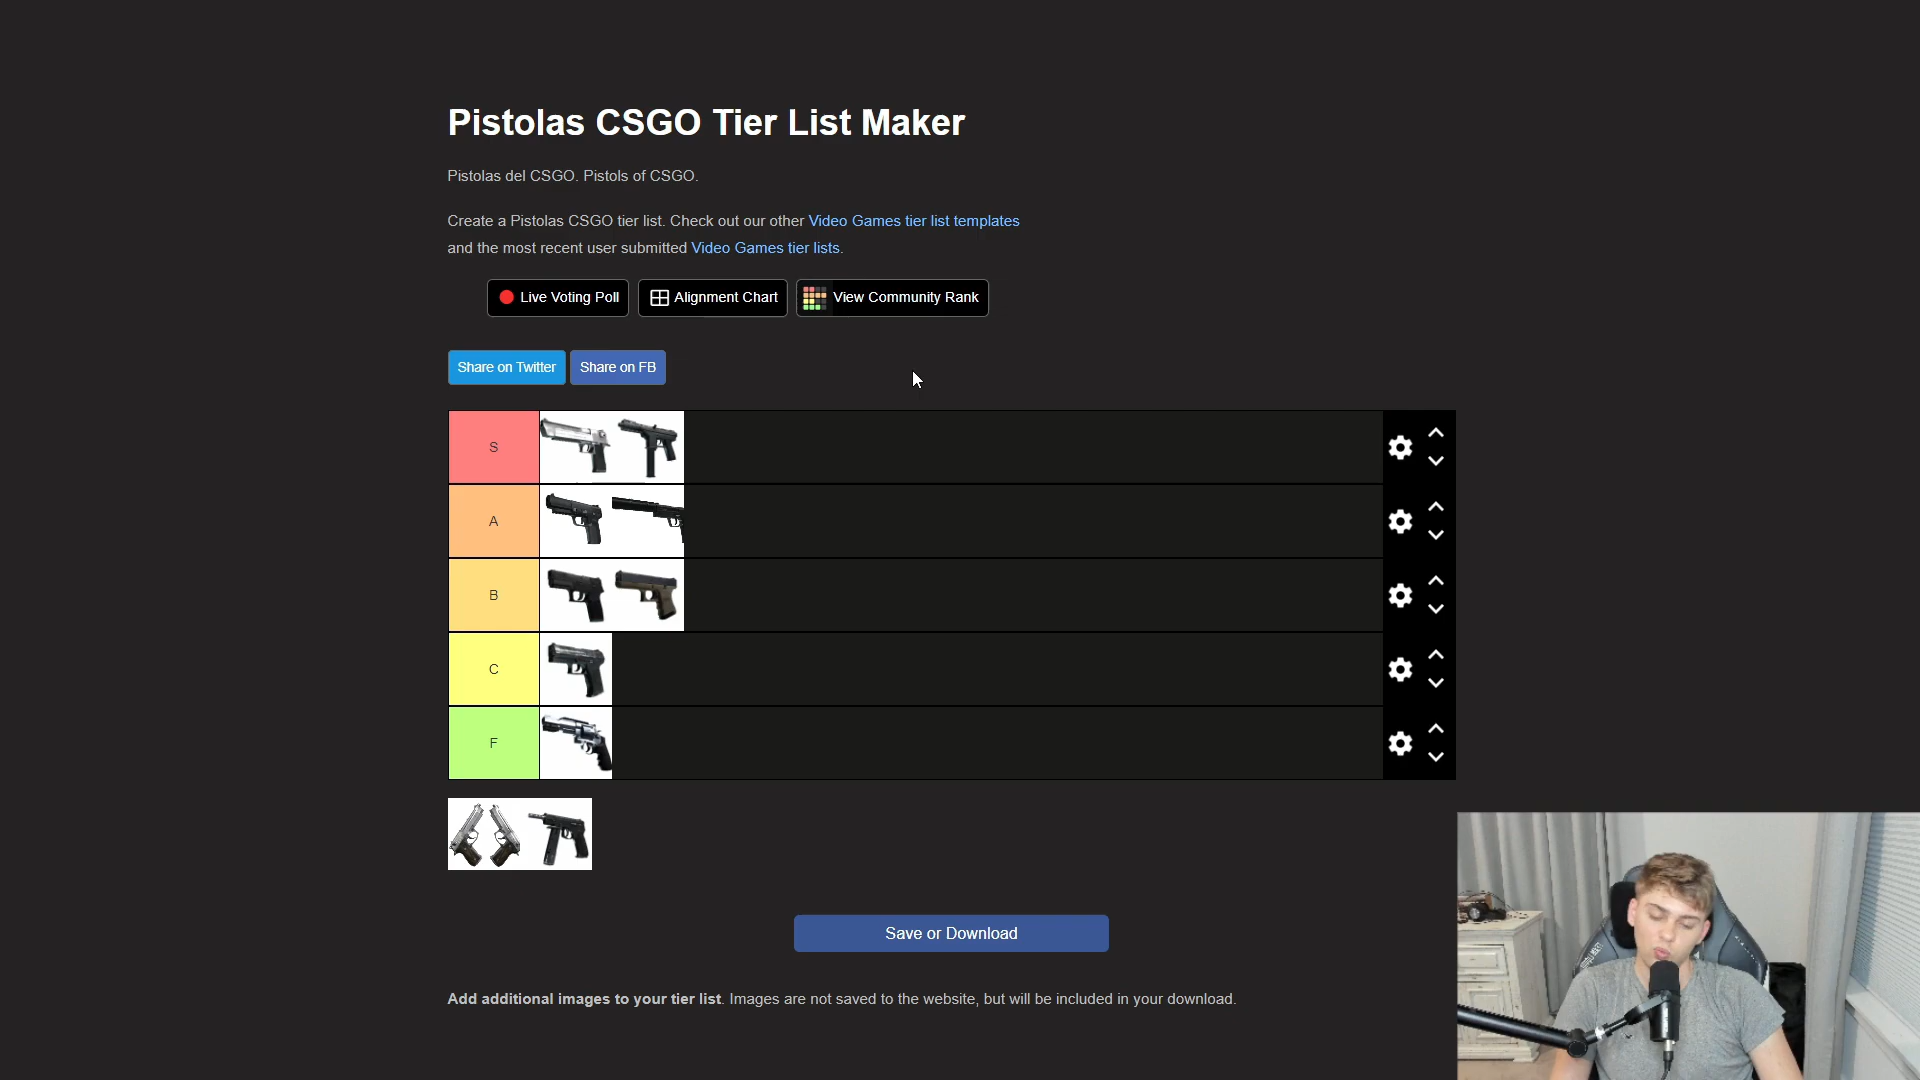 Pistolas CSGO Tier List Maker
Pistolas del CSGO. Pistols of CSGO.
Create a Pistolas CSGO tier list. Check out our other Video Games tier list templates
and the most recent user submitted Video Games tier lists.
Live Voting Poll
Alignment Chart
View Community Rank
Share on Twitter
Share on FB
S
A
B
C
F
Save or Download
Add additional images to your tier list. Images are not saved to the website, but will be included in your download.